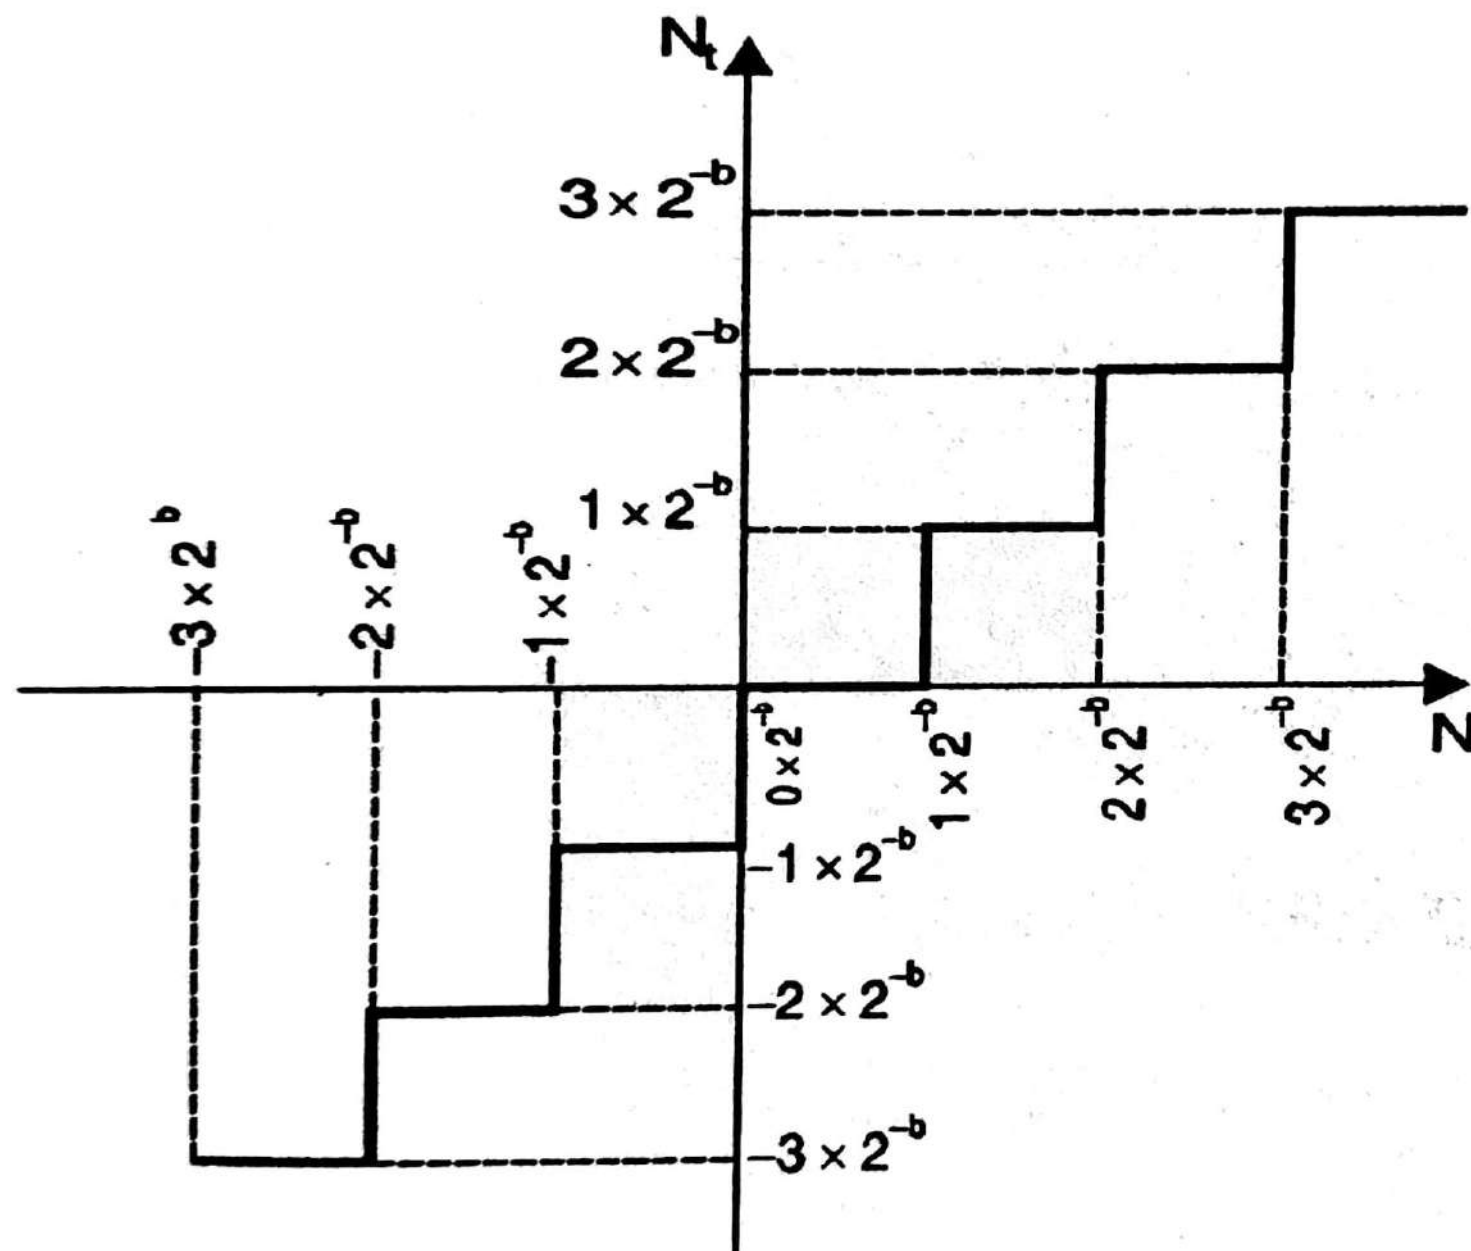 Nt
3 × 2^-b
2 × 2^-b
1 × 2^-b
-3 × 2^b
-2 × 2^-b
-1 × 2^-b
0 × 2^-b
1 × 2^-b
2 × 2^-b
3 × 2^-b
Z
-1 × 2^-b
-2 × 2^-b
-3 × 2^-b